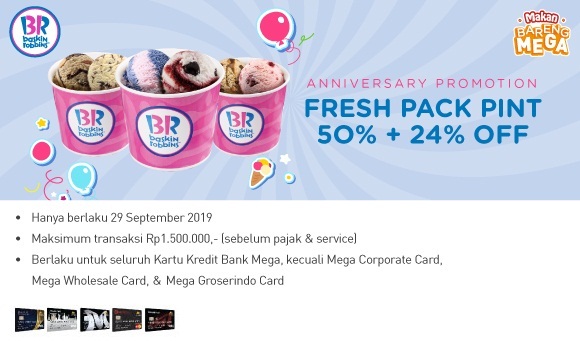 BR
baskin robbins
Makan
BARENG
MEGA
ANNIVERSARY PROMOTION
FRESH PACK PINT
50% + 24% OFF
BR
baskin robbins
BR
baskin robbins
BR
baskin robbins
• Hanya berlaku 29 September 2019
• Maksimum transaksi Rp1.500.000,- (sebelum pajak & service)
• Berlaku untuk seluruh Kartu Kredit Bank Mega, kecuali Mega Corporate Card,
Mega Wholesale Card, & Mega Groserindo Card